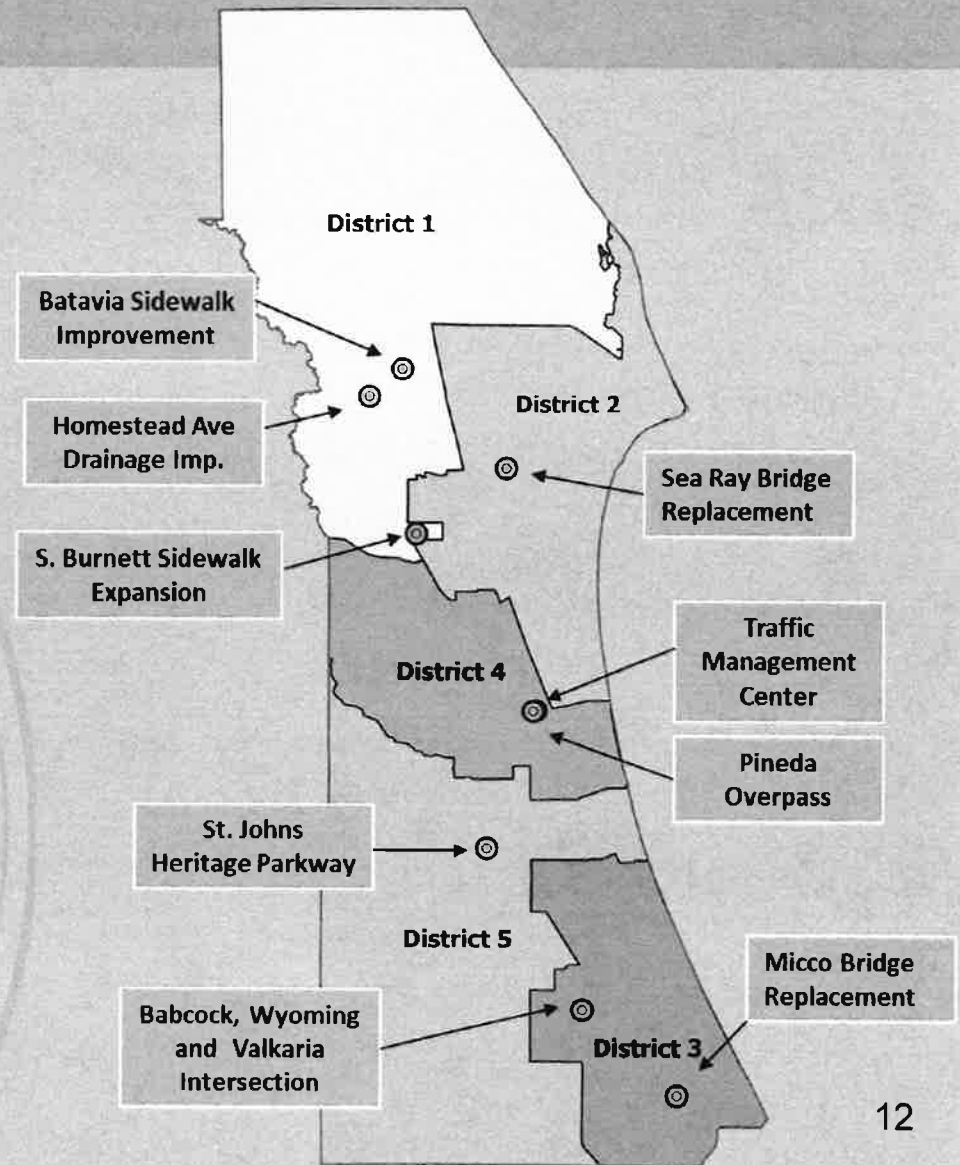 District 1
Batavia Sidewalk
Improvement
Homestead Ave
Drainage Imp.
District 2
Sea Ray Bridge
Replacement
S. Burnett Sidewalk
Expansion
Traffic
Management
Center
District 4
Pineda
Overpass
St. Johns
Heritage Parkway
District 5
Micco Bridge
Replacement
Babcock, Wyoming
and Valkaria
Intersection
District 3
12